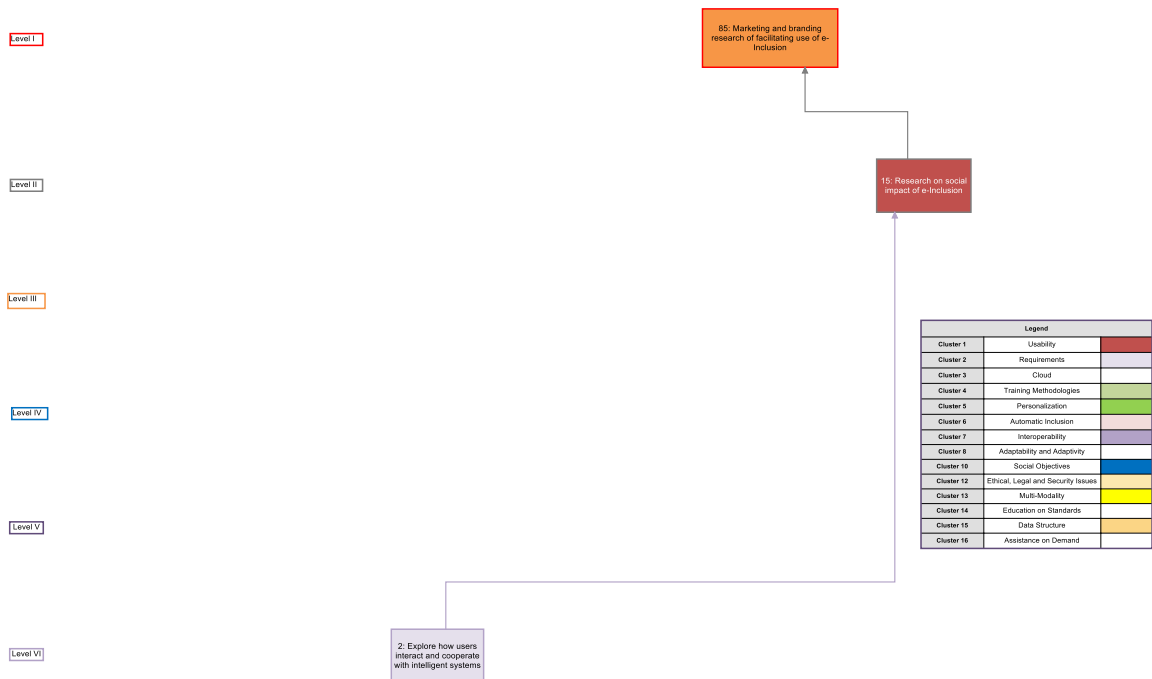 Level I
85: Marketing and branding
research of facilitating use of e-
Inclusion
Level II
15: Research on social
impact of e-Inclusion
Level III
Legend
Cluster 1 Usability
Cluster 2 Requirements
Cluster 3 Cloud
Cluster 4 Training Methodologies
Cluster 5 Personalization
Cluster 6 Automatic Inclusion
Cluster 7 Interoperability
Cluster 8 Adaptability and Adaptivity
Cluster 10 Social Objectives
Cluster 12 Ethical, Legal and Security Issues
Cluster 13 Multi-Modality
Cluster 14 Education on Standards
Cluster 15 Data Structure
Cluster 16 Assistance on Demand
Level IV
Level V
2: Explore how users
interact and cooperate
with intelligent systems
Level VI